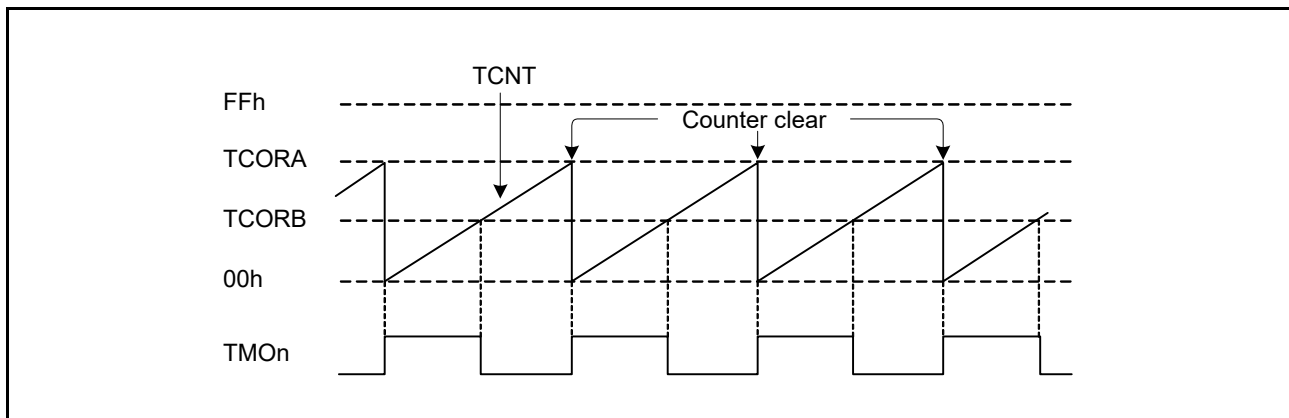 TCNT
FFh
Counter clear
TCORA
TCORB
00h
TMOn